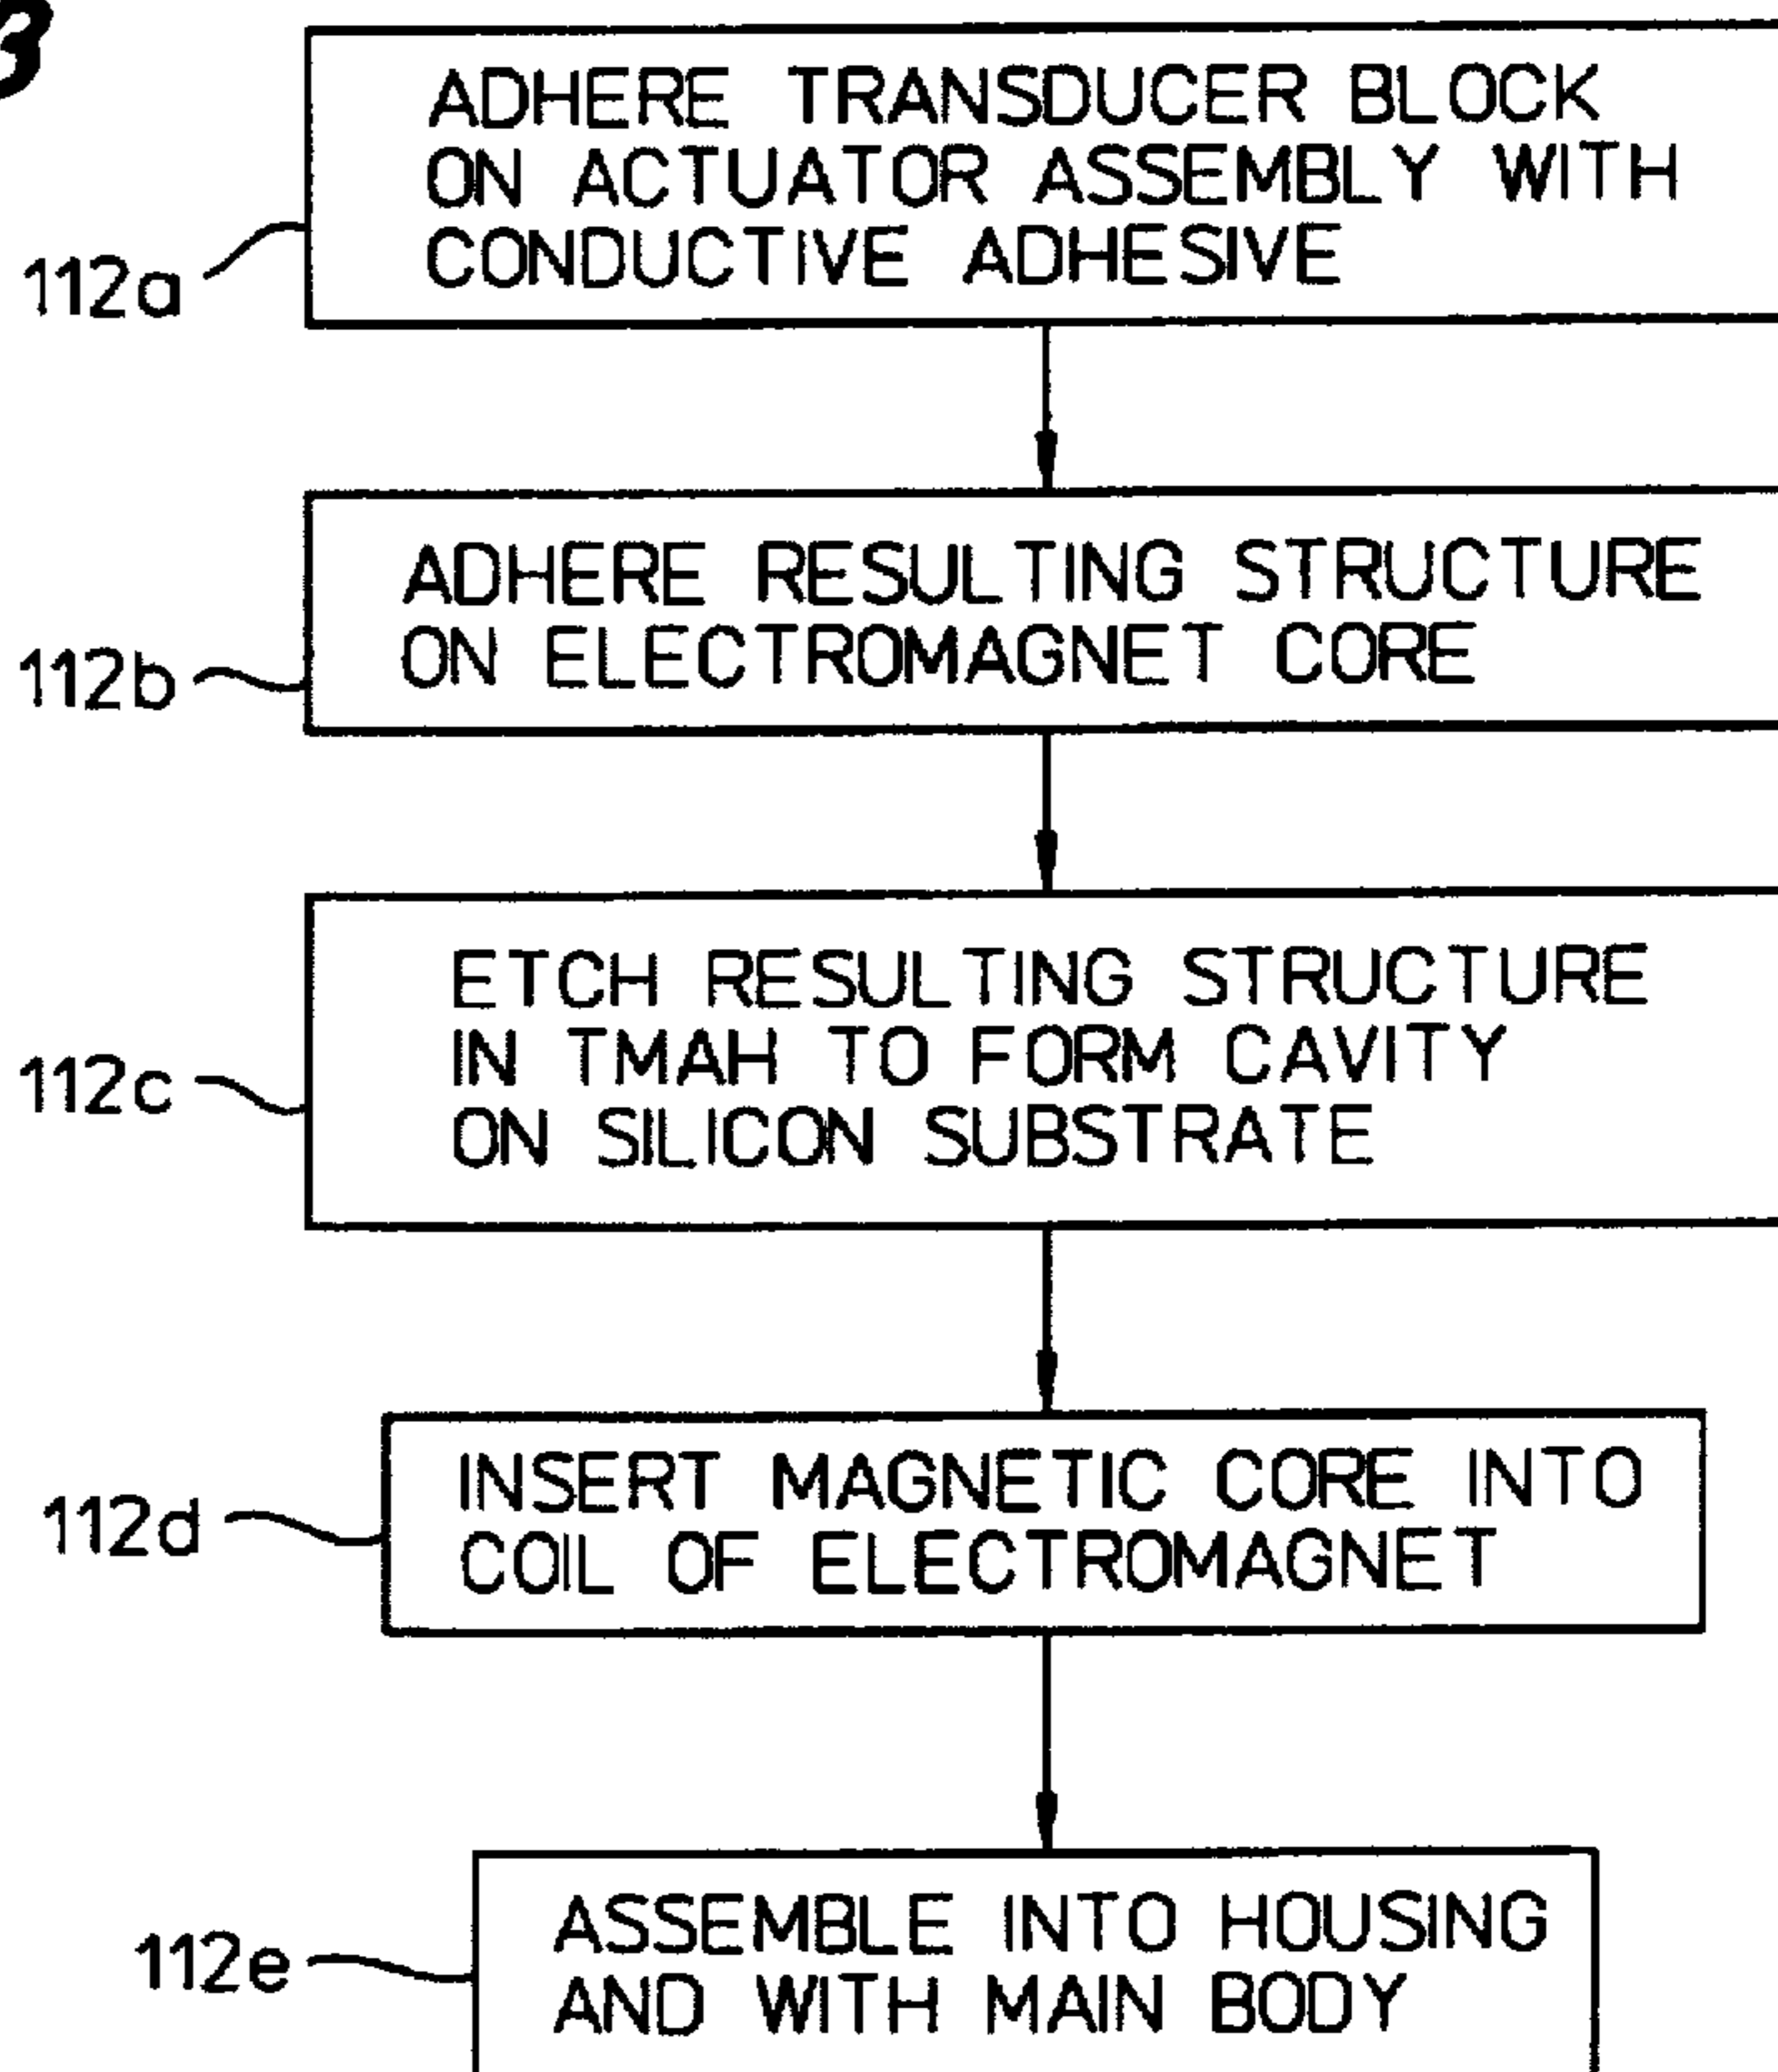 ADHERE TRANSDUCER BLOCK
ON ACTUATOR ASSEMBLY WITH
CONDUCTIVE ADHESIVE
112a
ADHERE RESULTING STRUCTURE
ON ELECTROMAGNET CORE
112b
ETCH RESULTING STRUCTURE
IN TMAH TO FORM CAVITY
ON SILICON SUBSTRATE
112c
INSERT MAGNETIC CORE INTO
COIL OF ELECTROMAGNET
112d
ASSEMBLE INTO HOUSING
AND WITH MAIN BODY
112e